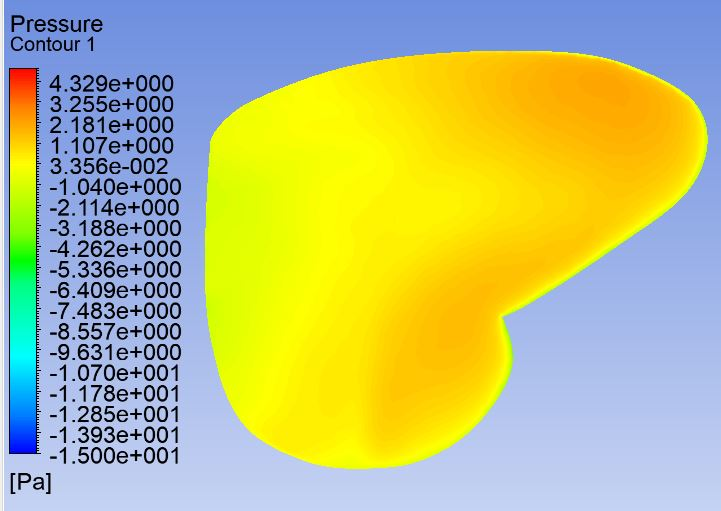 Pressure
Contour 1
4.329e+000
3.255e+000
2.181e+000
1.107e+000
3.356e-002
-1.040e+000
-2.114e+000
-3.188e+000
-4.262e+000
-5.336e+000
-6.409e+000
-7.483e+000
-8.557e+000
-9.631e+000
-1.070e+001
-1.178e+001
-1.285e+001
-1.393e+001
-1.500e+001
[Pa]